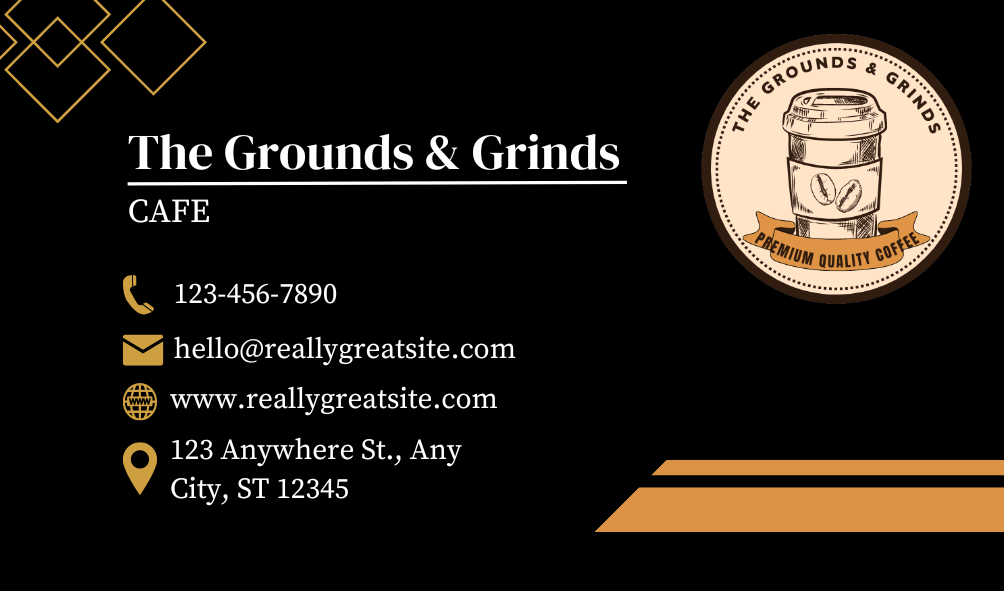 The Grounds & Grinds
CAFE
123-456-7890
hello@reallygreatsite.com
www.reallygreatsite.com
123 Anywhere St., Any
City, ST 12345
THE GROUNDS & GRINDS
PREMIUM QUALITY COFFEE
WWW